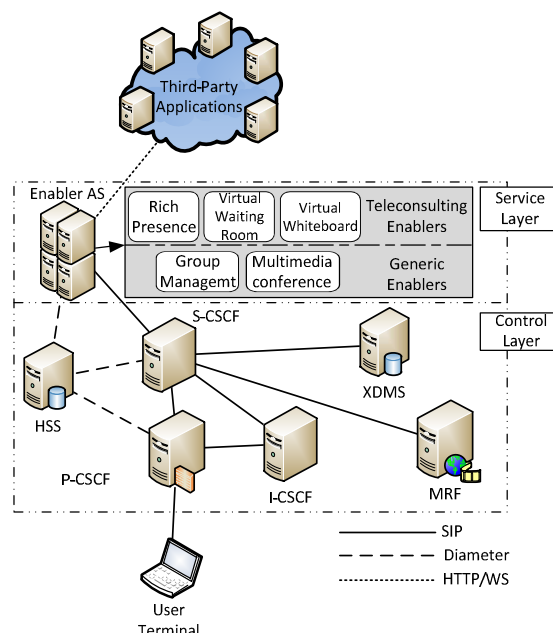 Third-Party
Applications
Enabler AS
Rich
Presence
Virtual
Waiting
Room
Virtual
Whiteboard
Teleconsulting
Enablers
Service
Layer
Group
Managemt
Multimedia
conference
Generic
Enablers
S-CSCF
Control
Layer
HSS
XDMS
P-CSCF
I-CSCF
MRF
SIP
Diameter
HTTP/WS
User
Terminal